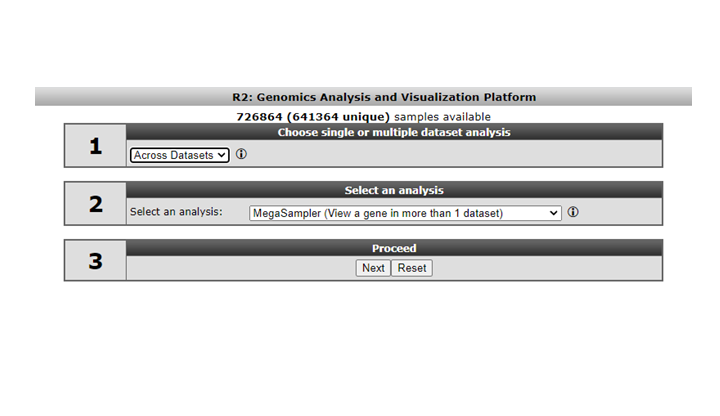 R2: Genomics Analysis and Visualization Platform
726864 (641364 unique) samples available
1
Choose single or multiple dataset analysis
Across Datasets
2
Select an analysis
Select an analysis: MegaSampler (View a gene in more than 1 dataset)
3
Proceed
Next Reset